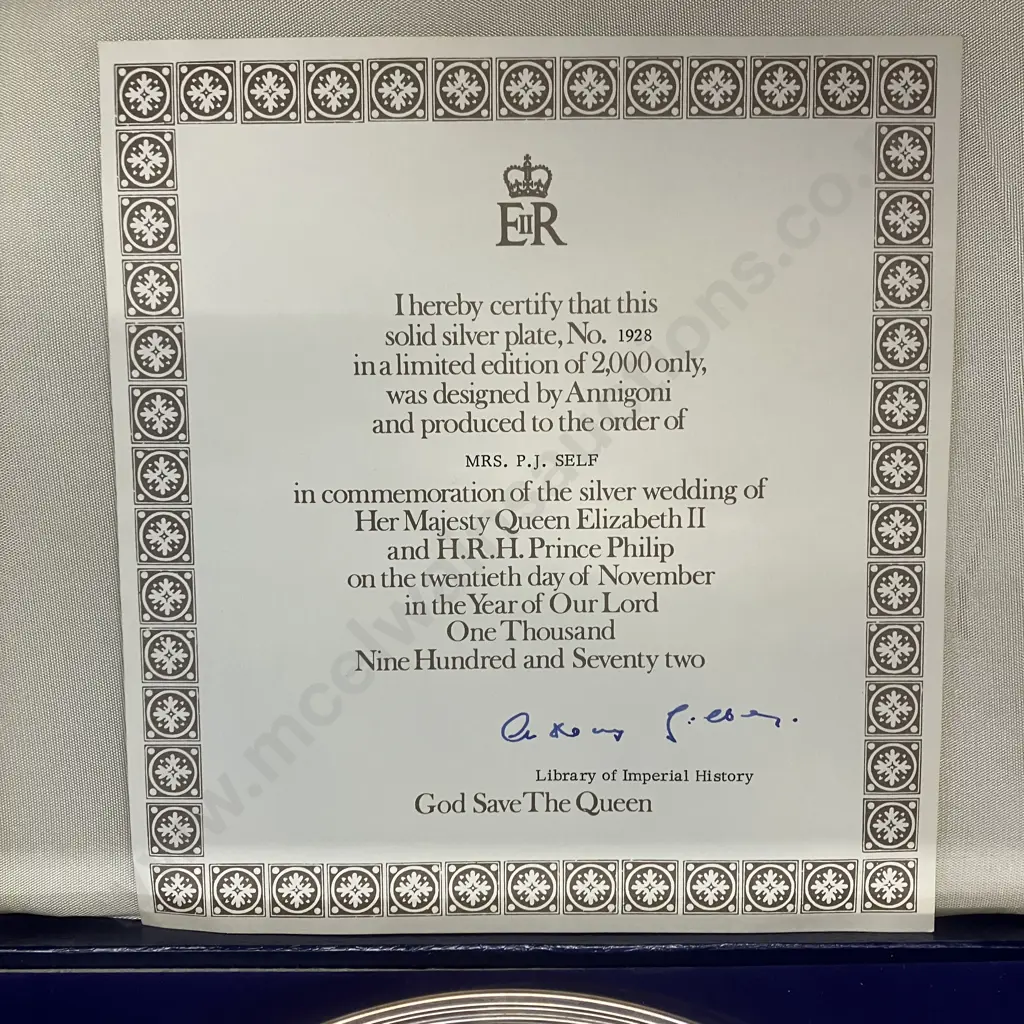 EIIR
I hereby certify that this
solid silver plate, No. 1928
in a limited edition of 2,000 only,
was designed by Annigoni
and produced to the order of
MRS. P.J. SELF
in commemoration of the silver wedding of
Her Majesty Queen Elizabeth II
and H.R.H. Prince Philip
on the twentieth day of November
in the Year of Our Lord
One Thousand
Nine Hundred and Seventy two
Library of Imperial History
God Save The Queen